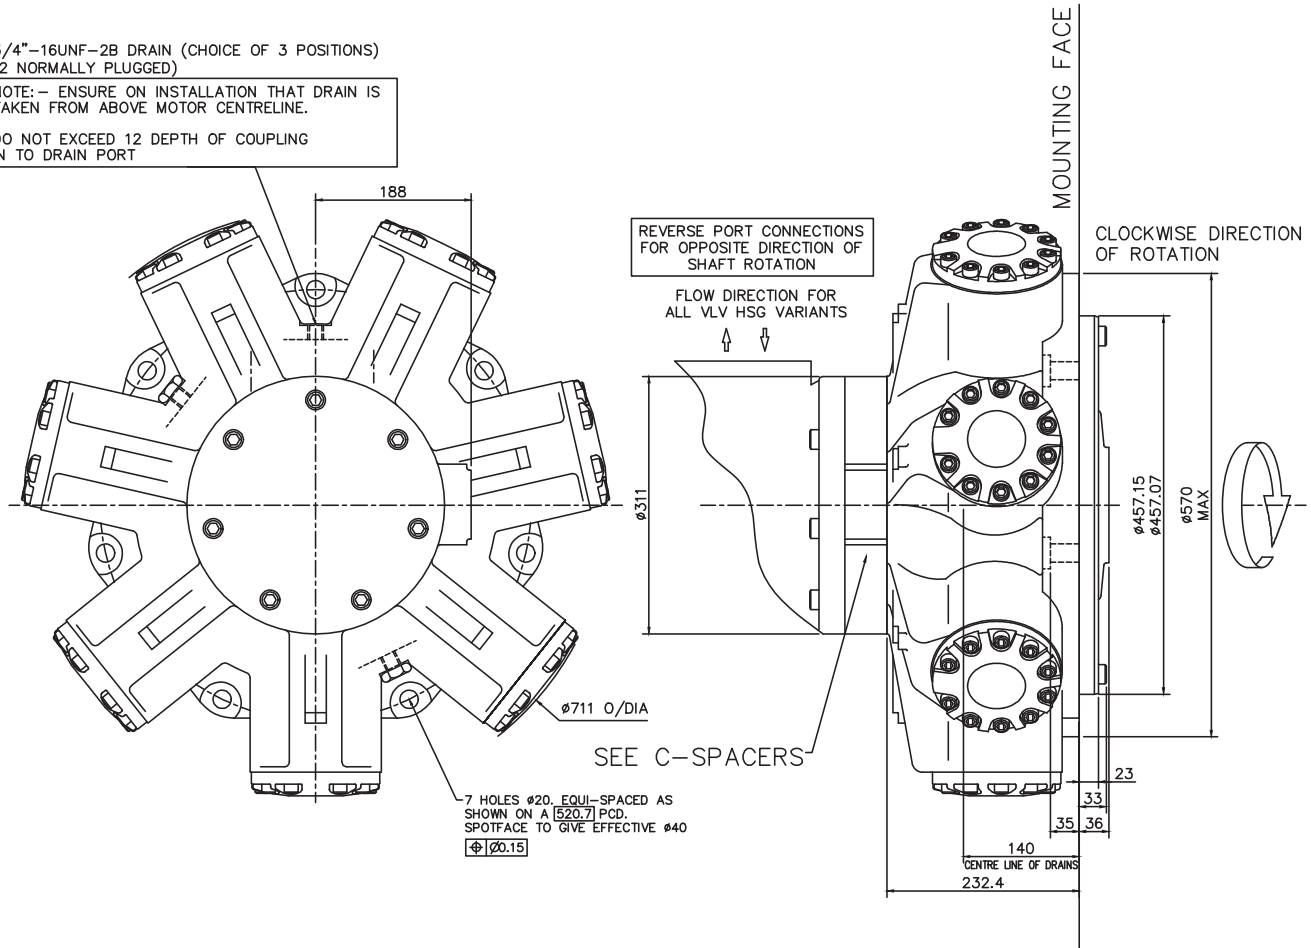 /4"-16UNF-2B DRAIN (CHOICE OF 3 POSITIONS)
2 NORMALLY PLUGGED)
NOTE:- ENSURE ON INSTALLATION THAT DRAIN IS
TAKEN FROM ABOVE MOTOR CENTRELINE.
DO NOT EXCEED 12 DEPTH OF COUPLING
N TO DRAIN PORT
188
MOUNTING FACE
REVERSE PORT CONNECTIONS
FOR OPPOSITE DIRECTION OF
SHAFT ROTATION
FLOW DIRECTION FOR
ALL VLV HSG VARIANTS
CLOCKWISE DIRECTION
OF ROTATION
ø311
ø457.15
ø457.07
ø570
MAX
ø711 O/DIA
SEE C-SPACERS
7 HOLES ø20. EQUI-SPACED AS
SHOWN ON A 520.7 PCD.
SPOTFACE TO GIVE EFFECTIVE ø40
⌖ Ø0.15
23
33
35
36
140
CENTRE LINE OF DRAINS
232.4